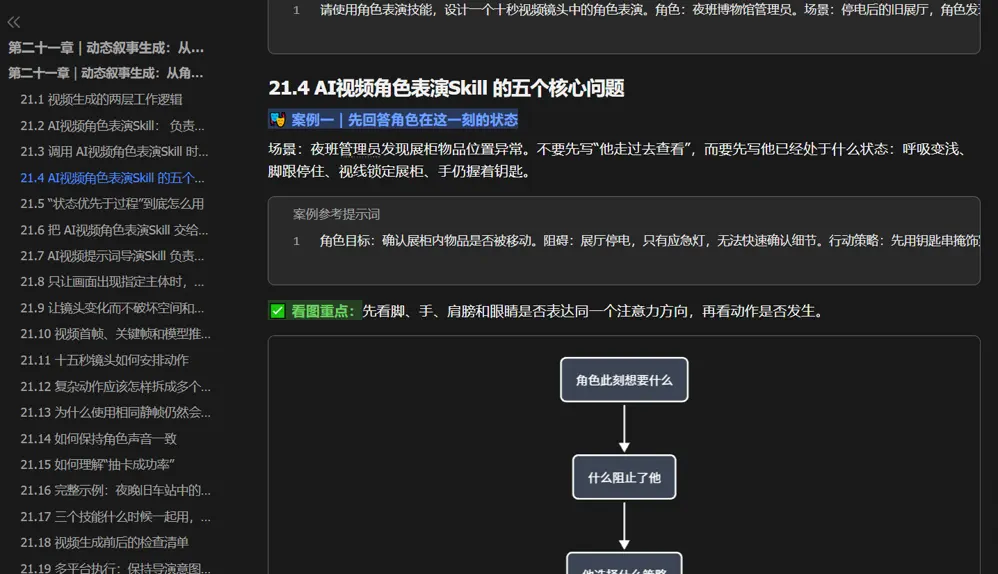 1 请使用角色表演技能，设计一个十秒视频镜头中的角色表演。角色：夜班博物馆管理员。场景：停电后的旧展厅，角色发
第二十一章｜动态叙事生成：从...
第二十一章 | 动态叙事生成：从角...
21.1 视频生成的两层工作逻辑
21.2 AI视频角色表演Skill： 负责...
21.3 调用 AI视频角色表演Skill 时...
21.4 AI视频角色表演Skill 的五个...
21.5 “状态优先于过程”到底怎么用
21.6 把 AI视频角色表演Skill 交给...
21.7 AI视频提示词导演Skill 负责...
21.8 只让画面出现指定主体时，...
21.9 让镜头变化而不破坏空间和...
21.10 视频首帧、关键帧和模型推...
21.11 十五秒镜头如何安排动作
21.12 复杂动作应该怎样拆成多个...
21.13 为什么使用相同静帧仍然会...
21.14 如何保持角色声音一致
21.15 如何理解“抽卡成功率”
21.16 完整示例：夜晚旧车站中的...
21.17 三个技能什么时候一起用，...
21.18 视频生成前后的检查清单
21.19 多平台执行：保持导演意图...
21.4 AI视频角色表演Skill 的五个核心问题
🎭 案例一｜先回答角色在这一刻的状态
场景：夜班管理员发现展柜物品位置异常。不要先写“他走过去查看”，而要先写他已经处于什么状态：呼吸变浅、
脚跟停住、视线锁定展柜、手仍握着钥匙。
案例参考提示词
1 角色目标：确认展柜内物品是否被移动。阻碍：展厅停电，只有应急灯，无法快速确认细节。行动策略：先用钥匙串掩饰
✅ 看图重点：先看脚、手、肩膀和眼睛是否表达同一个注意力方向，再看动作是否发生。
角色此刻想要什么
什么阻止了他
他选择什么策略